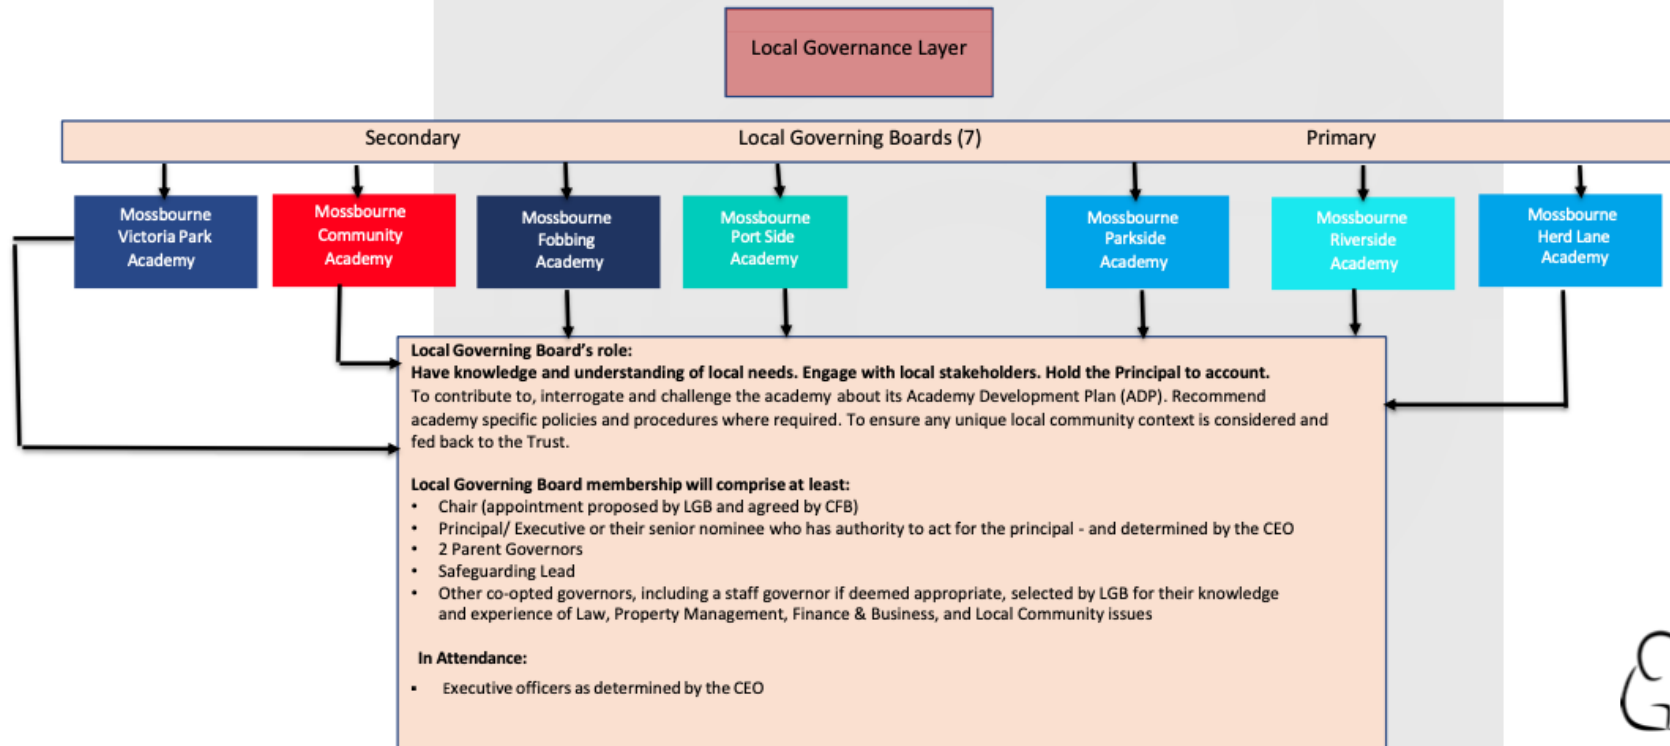 Local Governance Layer
Secondary
Local Governing Boards (7)
Primary
Mossbourne
Victoria Park
Academy
Mossbourne
Community
Academy
Mossbourne
Fobbing
Academy
Mossbourne
Port Side
Academy
Mossbourne
Parkside
Academy
Mossbourne
Riverside
Academy
Mossbourne
Herd Lane
Academy
Local Governing Board's role:
Have knowledge and understanding of local needs. Engage with local stakeholders. Hold the Principal to account.
To contribute to, interrogate and challenge the academy about its Academy Development Plan (ADP). Recommend
academy specific policies and procedures where required. To ensure any unique local community context is considered and
fed back to the Trust.
Local Governing Board membership will comprise at least:
• Chair (appointment proposed by LGB and agreed by CFB)
• Principal/ Executive or their senior nominee who has authority to act for the principal - and determined by the CEO
• 2 Parent Governors
• Safeguarding Lead
• Other co-opted governors, including a staff governor if deemed appropriate, selected by LGB for their knowledge
and experience of Law, Property Management, Finance & Business, and Local Community issues
In Attendance:
▪ Executive officers as determined by the CEO